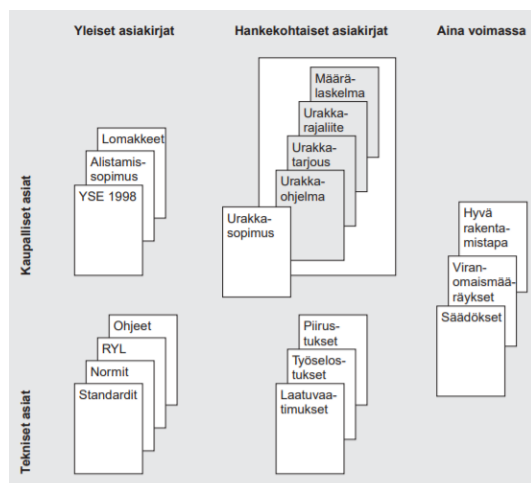 Yleiset asiakirjat
Hankekohtaiset asiakirjat
Aina voimassa
Kaupalliset asiat
Lomakkeet
Alistamis-
sopimus
YSE 1998
Määrä-
laskelma
Urakka-
rajaliite
Urakka-
tarjous
Urakka-
ohjelma
Urakka-
sopimus
Hyvä
rakenta-
mistapa
Viran-
omaismää-
räykset
Säädökset
Tekniset asiat
Ohjeet
RYL
Normit
Standardit
Piirus-
tukset
Työselos-
tukset
Laatuvaa-
timukset